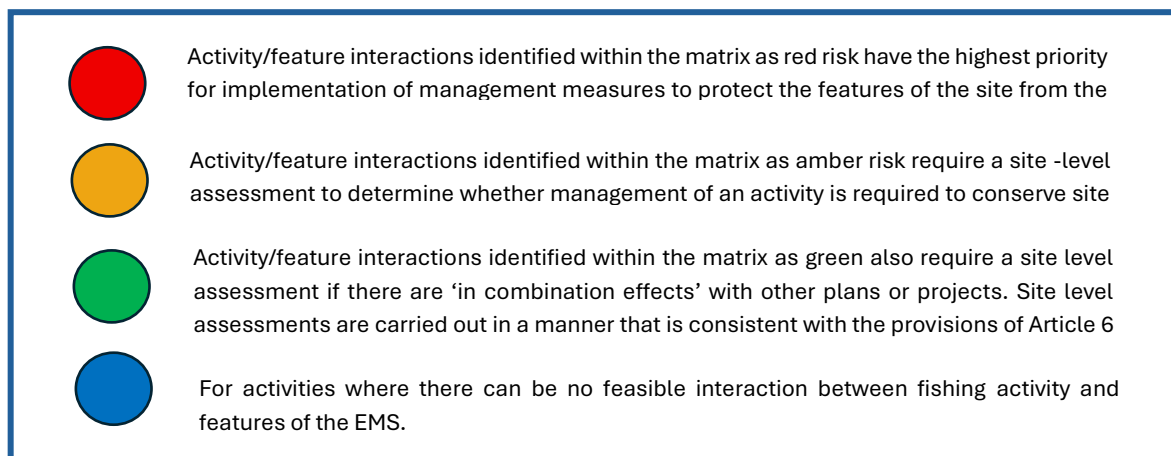 Activity/feature interactions identified within the matrix as red risk have the highest priority
for implementation of management measures to protect the features of the site from the
Activity/feature interactions identified within the matrix as amber risk require a site -level
assessment to determine whether management of an activity is required to conserve site
Activity/feature interactions identified within the matrix as green also require a site level
assessment if there are ‘in combination effects’ with other plans or projects. Site level
assessments are carried out in a manner that is consistent with the provisions of Article 6
For activities where there can be no feasible interaction between fishing activity and
features of the EMS.